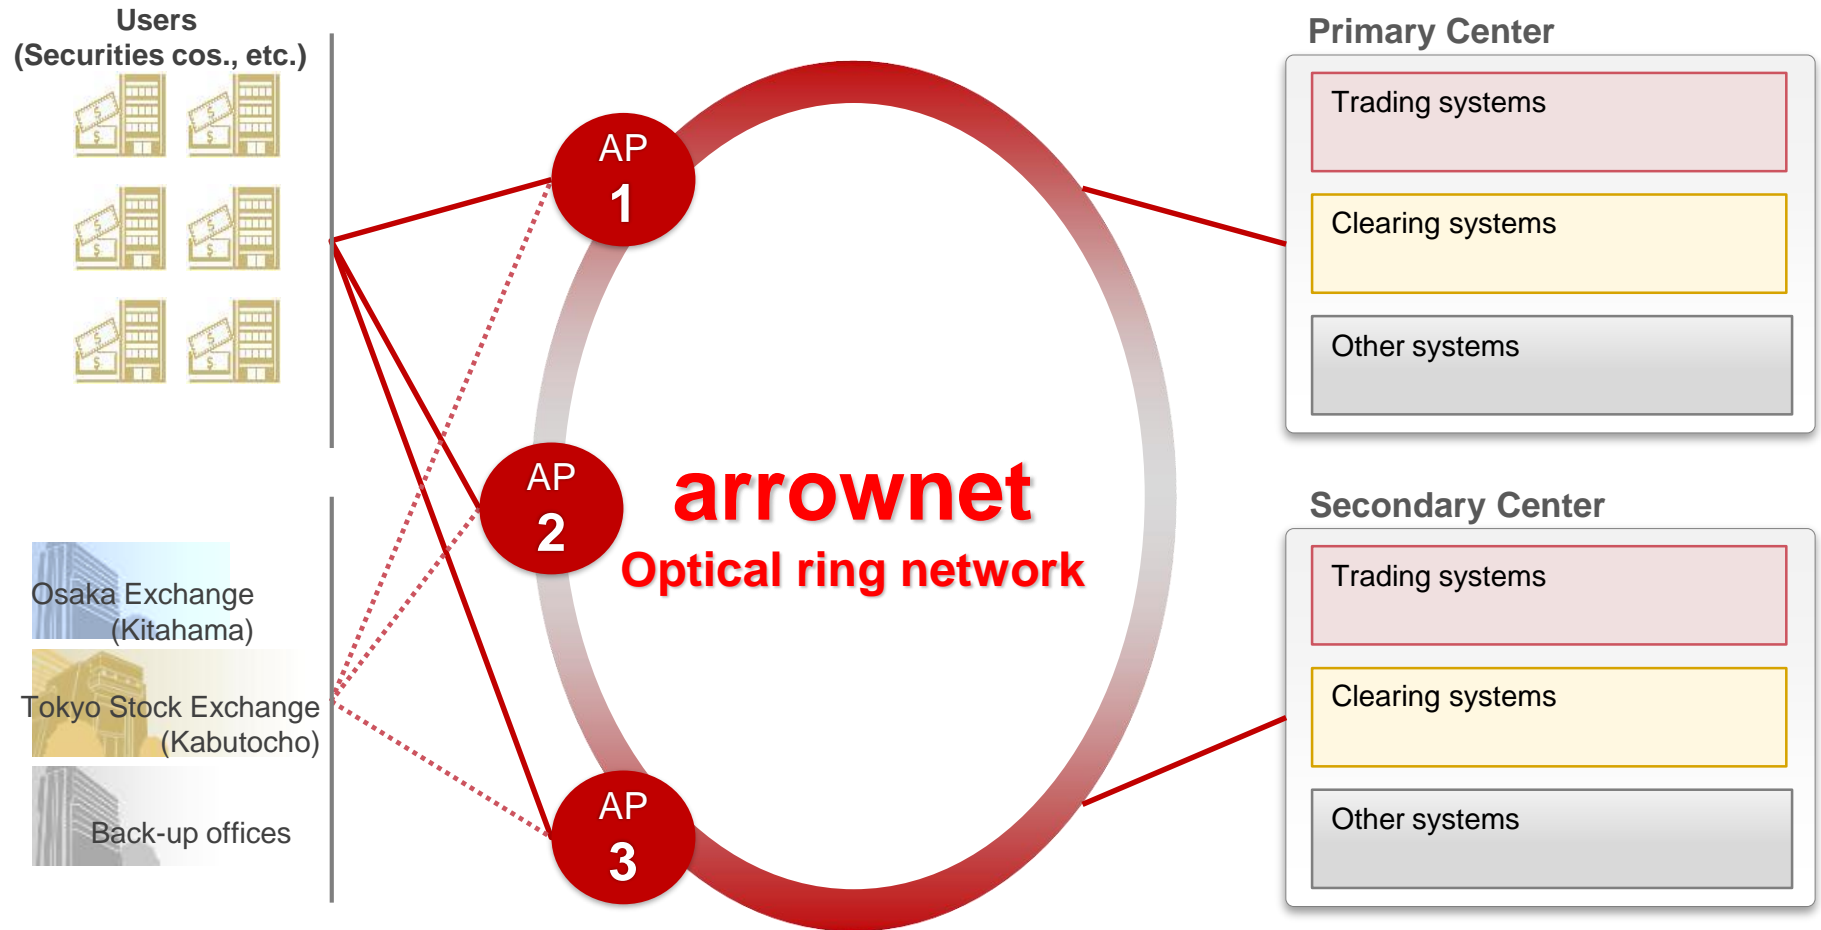 Users
(Securities cos., etc.)
Osaka Exchange
(Kitahama)
Tokyo Stock Exchange
(Kabutocho)
Back-up offices
AP
1
AP
2
AP
3
arrownet
Optical ring network
Primary Center
Trading systems
Clearing systems
Other systems
Secondary Center
Trading systems
Clearing systems
Other systems